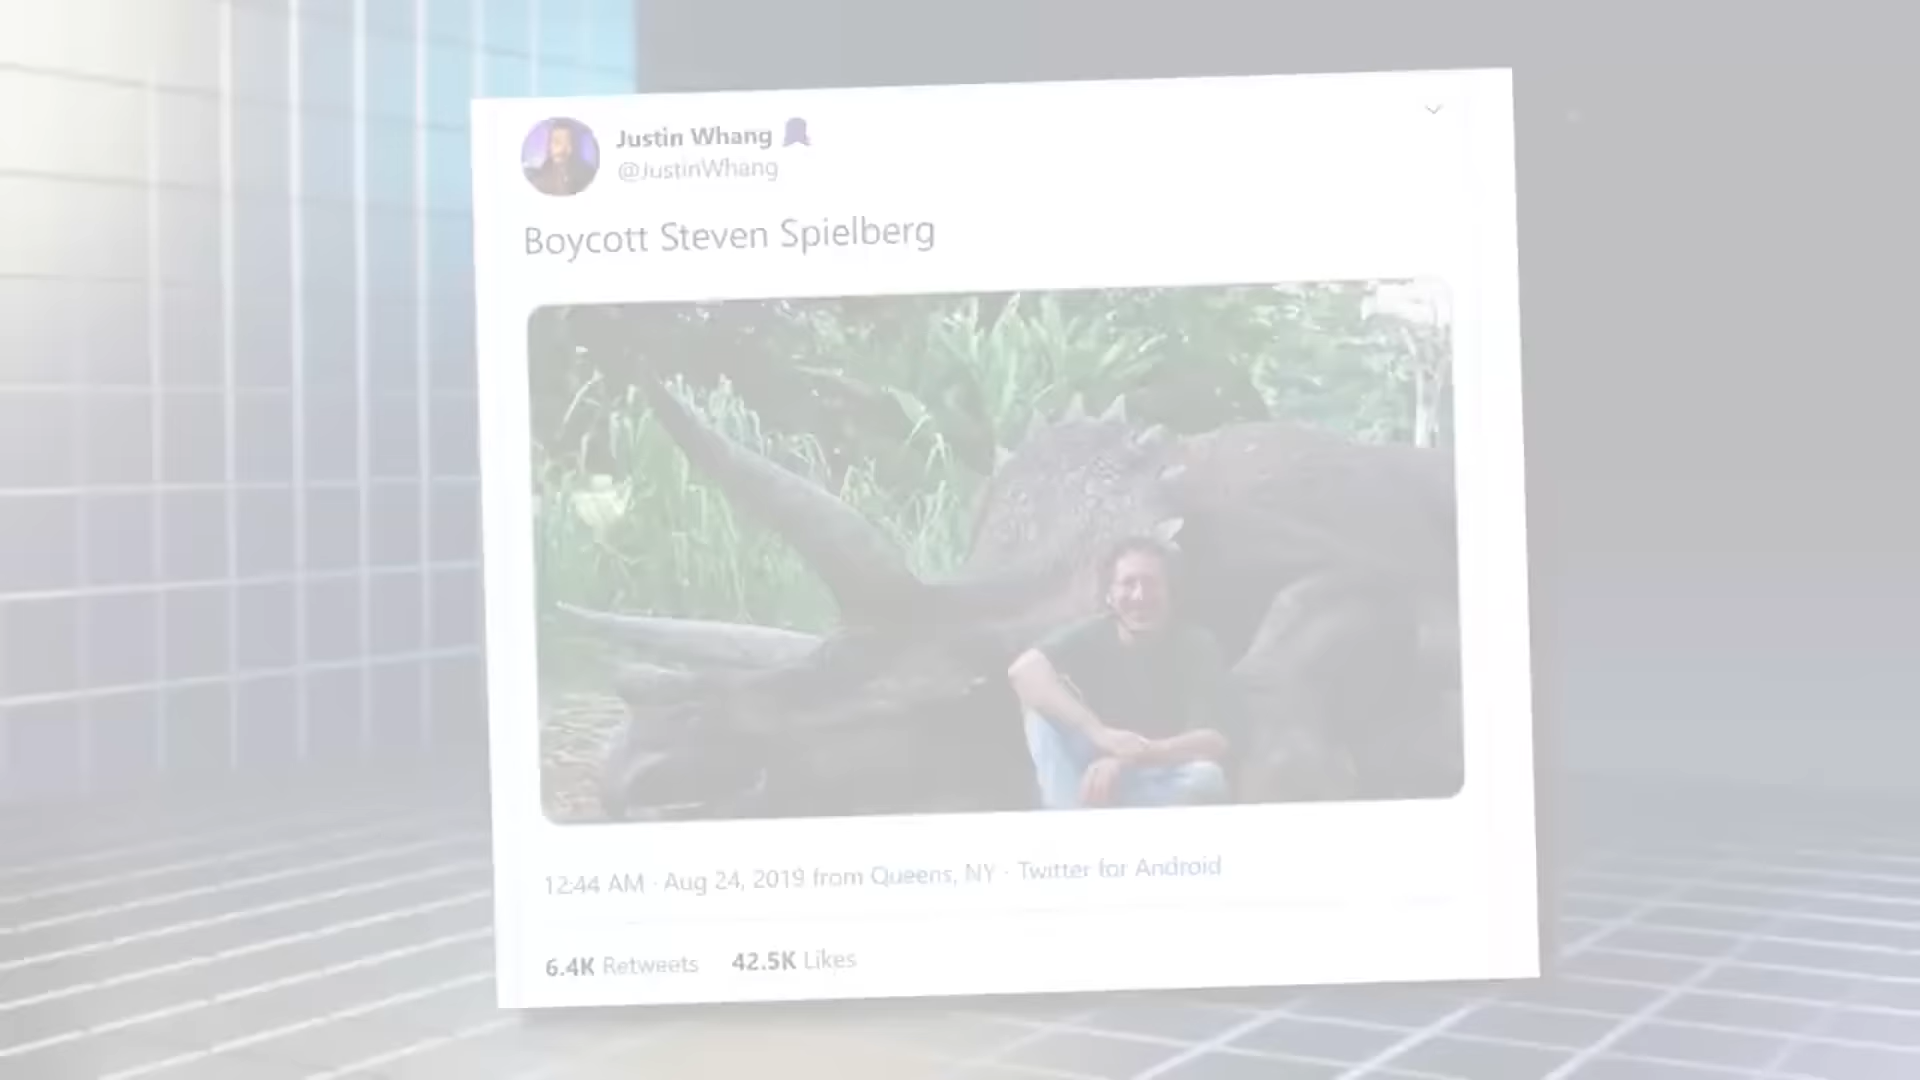 Justin Whang
@JustinWhang
Boycott Steven Spielberg
12:44 AM · Aug 24, 2019 from Queens, NY · Twitter for Android
6.4K Retweets 42.5K Likes